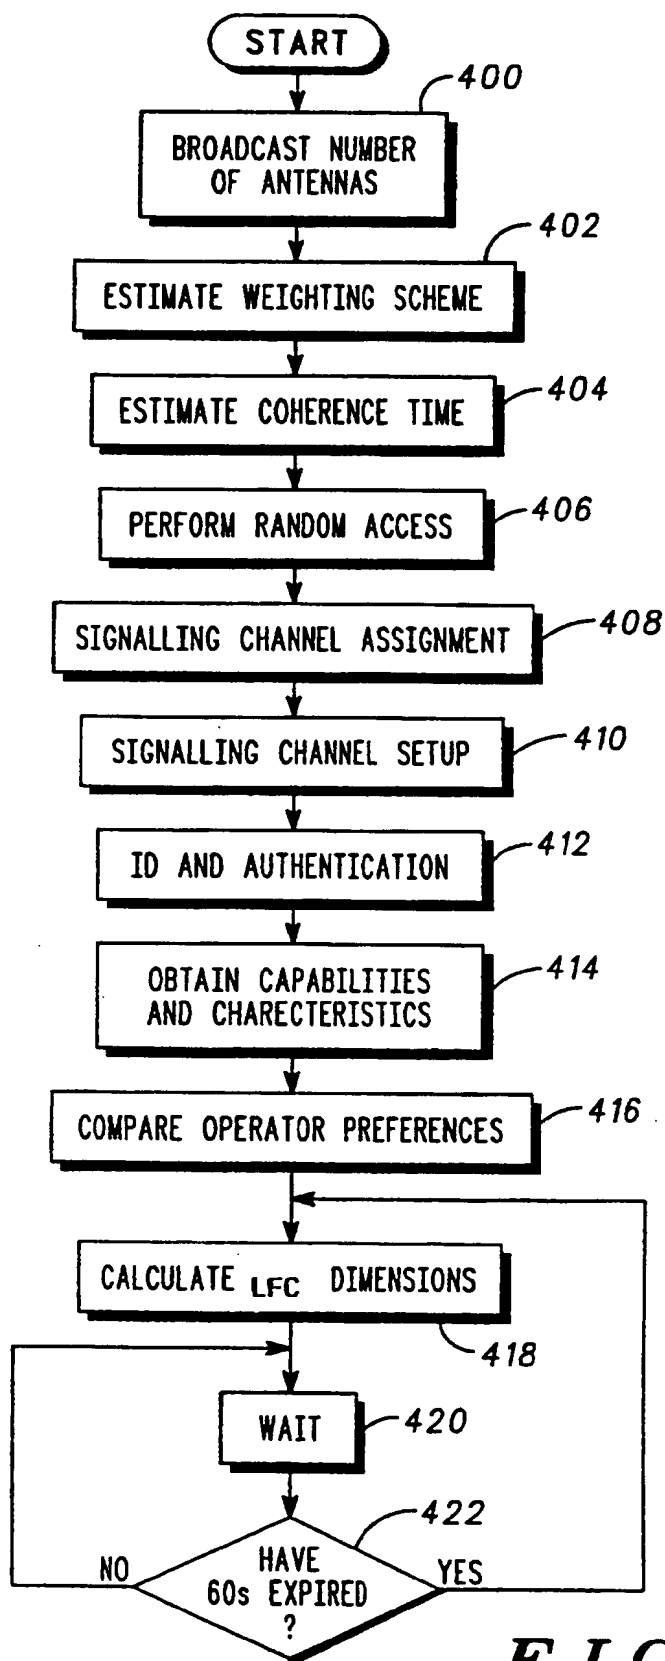 START
400
BROADCAST NUMBER
OF ANTENNAS
402
ESTIMATE WEIGHTING SCHEME
404
ESTIMATE COHERENCE TIME
406
PERFORM RANDOM ACCESS
408
SIGNALLING CHANNEL ASSIGNMENT
410
SIGNALLING CHANNEL SETUP
412
ID AND AUTHENTICATION
414
OBTAIN CAPABILITIES
AND CHARECTERISTICS
416
COMPARE OPERATOR PREFERENCES
CALCULATE LFC DIMENSIONS
418
WAIT
420
422
HAVE
60s EXPIRED
?
NO
YES